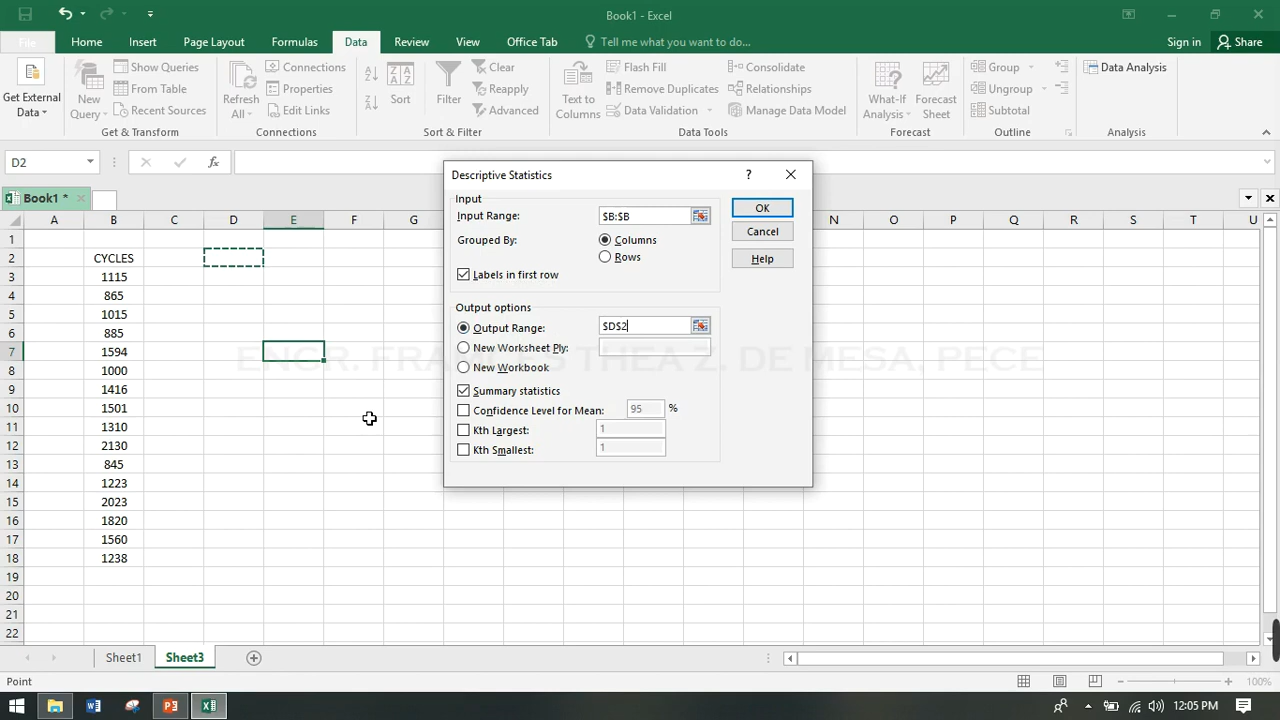 Book1 - Excel
File Home Insert Page Layout Formulas Data Review View Office Tab Tell me what you want to do... Sign in Share
Get External Data
New Query
Show Queries
From Table
Recent Sources
Get & Transform
Refresh All
Connections
Properties
Edit Links
Connections
Sort
Filter
Clear
Reapply
Advanced
Sort & Filter
Text to Columns
Flash Fill
Remove Duplicates
Data Validation
Consolidate
Relationships
Manage Data Model
Data Tools
What-If Analysis
Forecast Sheet
Forecast
Group
Ungroup
Subtotal
Outline
Data Analysis
Analysis
D2 fx
Book1 *
A B C D E F G N O P Q R S T U
1
2 CYCLES
3 1115
4 865
5 1015
6 885
7 1594
8 1000
9 1416
10 1501
11 1310
12 2130
13 845
14 1223
15 2023
16 1820
17 1560
18 1238
19
20
21
22
Descriptive Statistics ?
Input
Input Range: $B:$B
Grouped By: Columns
Rows
Labels in first row
Output options
Output Range: $D$2
New Worksheet Ply:
New Workbook
Summary statistics
Confidence Level for Mean: 95 %
Kth Largest: 1
Kth Smallest: 1
OK
Cancel
Help
ENGR. FRANCES THEA Z. DE MESA, PECE
Sheet1 Sheet3
Point 100%
12:05 PM